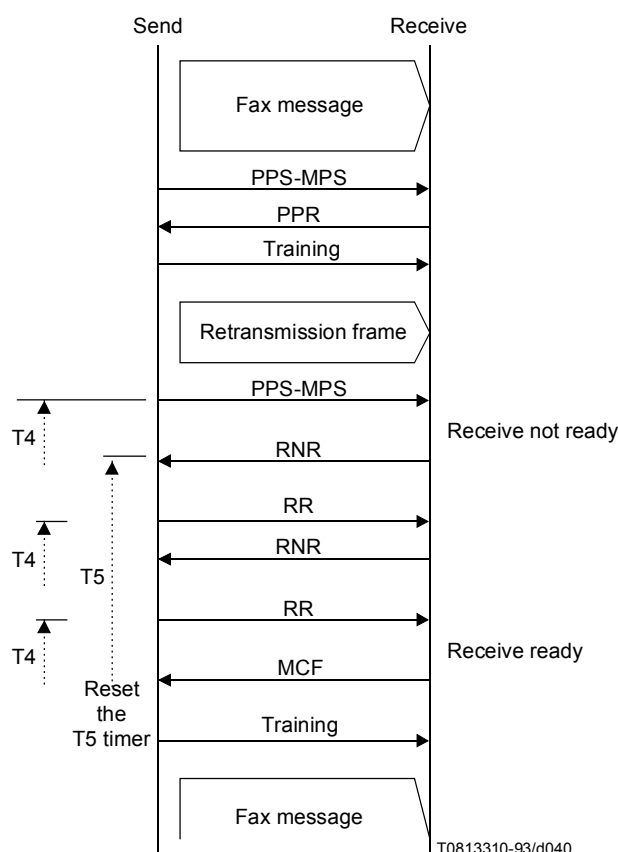 Send
Receive
Fax message
PPS-MPS
PPR
Training
Retransmission frame
PPS-MPS
T4
Receive not ready
RNR
RR
T4
T5
RNR
RR
T4
Receive ready
MCF
Reset
the
T5 timer
Training
Fax message
T0813310-93/d040